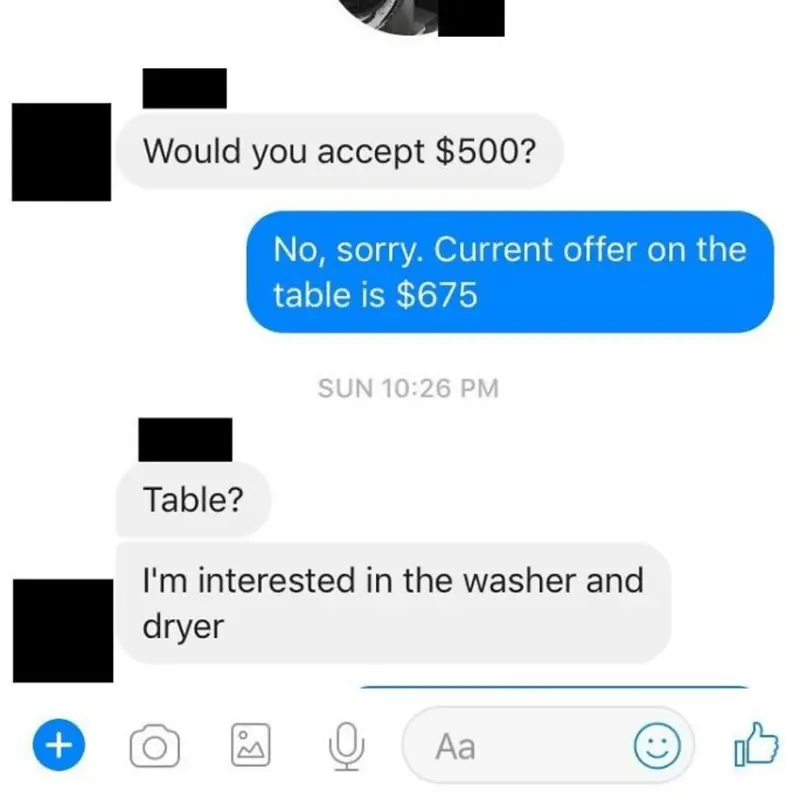 Would you accept $500?
No, sorry. Current offer on the
table is $675
SUN 10:26 PM
Table?
I'm interested in the washer and
dryer
Aa